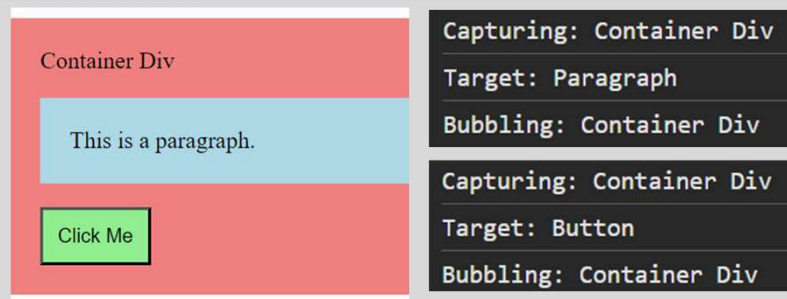 Container Div
This is a paragraph.
Click Me
Capturing: Container Div
Target: Paragraph
Bubbling: Container Div
Capturing: Container Div
Target: Button
Bubbling: Container Div